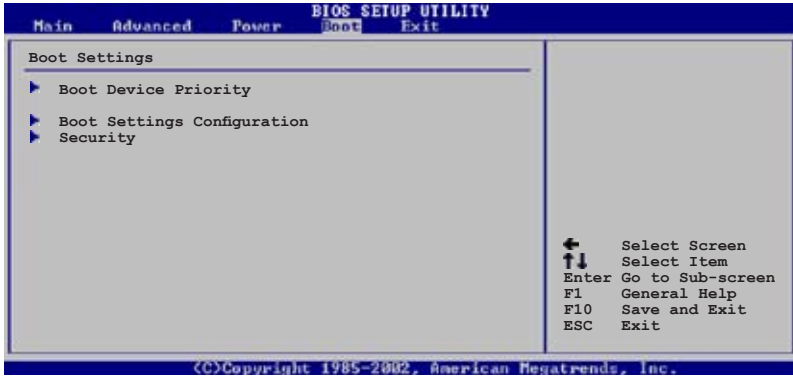 BIOS SETUP UTILITY
Main Advanced Power Boot Exit
Boot Settings
Boot Device Priority
Boot Settings Configuration
Security
← Select Screen
↑↓ Select Item
Enter Go to Sub-screen
F1 General Help
F10 Save and Exit
ESC Exit
(C)Copyright 1985-2002, American Megatrends, Inc.